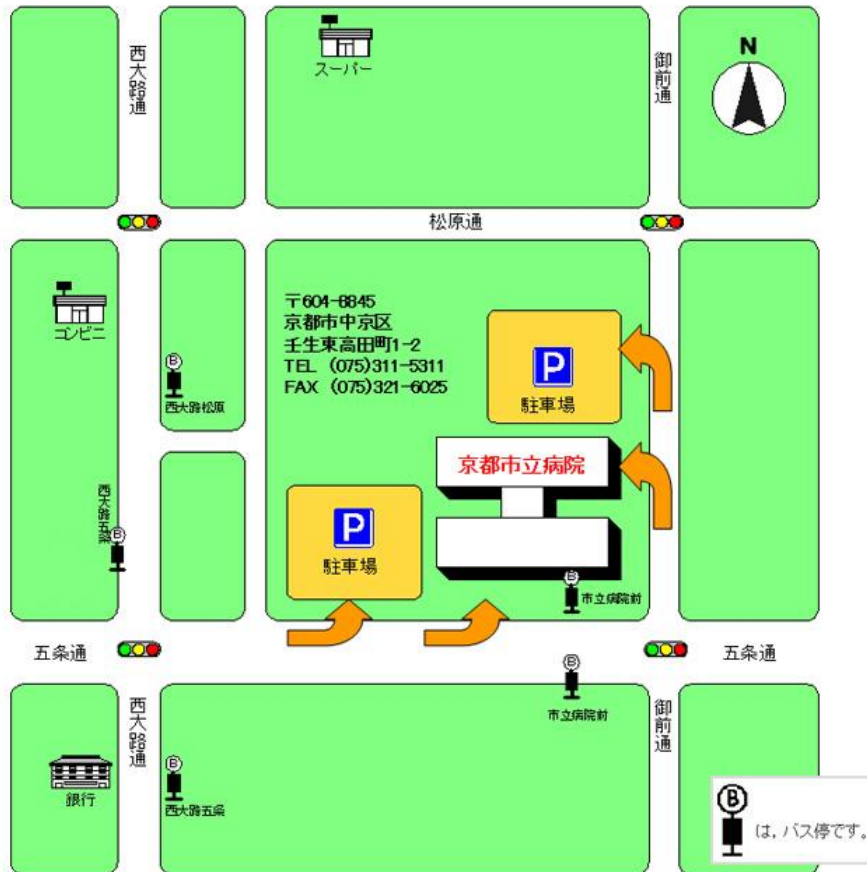 西大路通
スーパー
御前通
N
松原通
コンビニ
〒604-8845
京都市中京区
壬生東高田町1-2
TEL (075)311-5311
FAX (075)321-6025
P
駐車場
B
西大路松原
京都市立病院
西大路五条
B
P
駐車場
B
市立病院前
五条通
五条通
B
市立病院前
西大路通
御前通
銀行
B
西大路五条
B
は，バス停です。